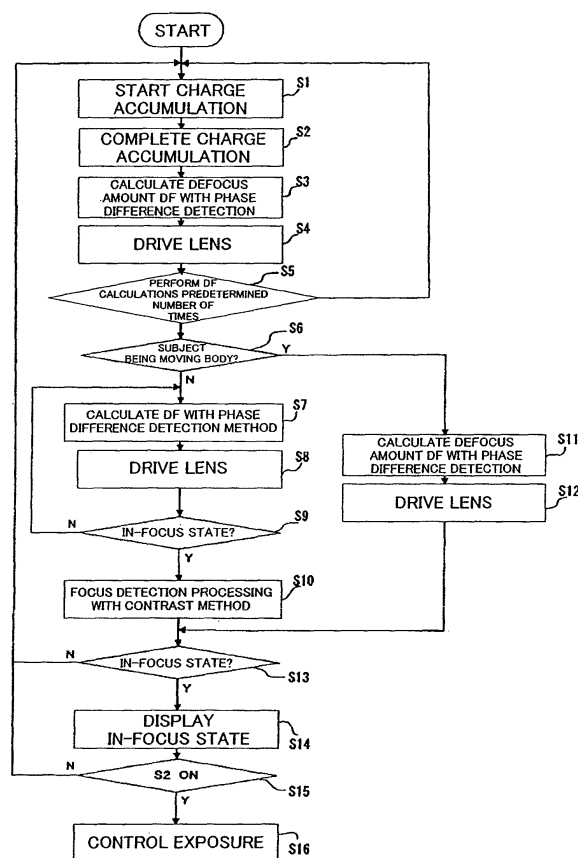 START
START CHARGE
ACCUMULATION
S1
COMPLETE CHARGE
ACCUMULATION
S2
CALCULATE DEFOCUS
AMOUNT DF WITH PHASE
DIFFERENCE DETECTION
S3
DRIVE LENS
S4
PERFORM DF
CALCULATIONS PREDETERMINED
NUMBER OF
TIMES
S5
SUBJECT
BEING MOVING BODY?
S6
Y
N
CALCULATE DF WITH PHASE
DIFFERENCE DETECTION METHOD
S7
DRIVE LENS
S8
CALCULATE DEFOCUS
AMOUNT DF WITH PHASE
DIFFERENCE DETECTION
S11
DRIVE LENS
S12
N
IN-FOCUS STATE?
S9
Y
FOCUS DETECTION PROCESSING
WITH CONTRAST METHOD
S10
N
IN-FOCUS STATE?
S13
Y
DISPLAY
IN-FOCUS STATE
S14
N
S2 ON
S15
Y
CONTROL EXPOSURE
S16